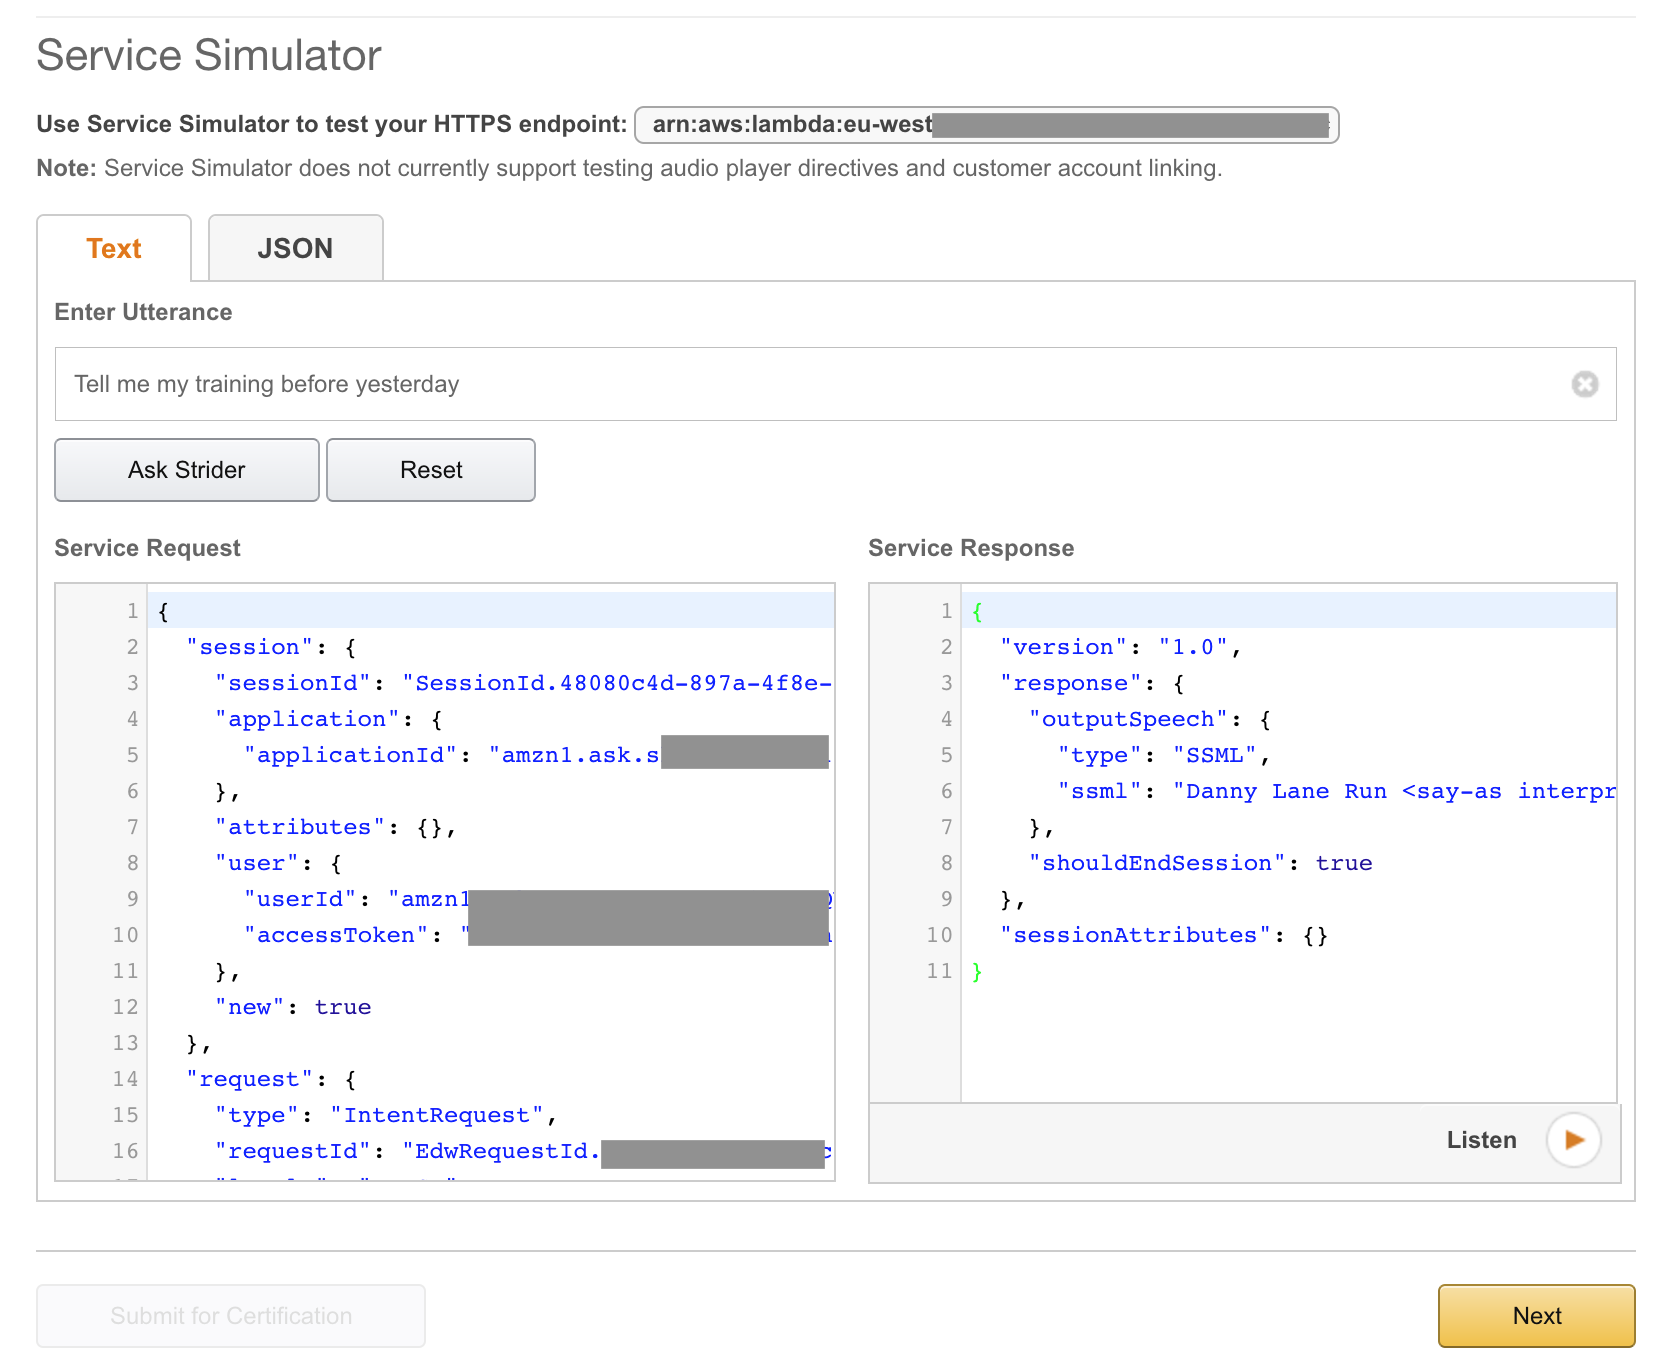 Service Simulator
Use Service Simulator to test your HTTPS endpoint: arn:aws:lambda:eu-west
Note: Service Simulator does not currently support testing audio player directives and customer account linking.
Text JSON
Enter Utterance
Tell me my training before yesterday
Ask Strider Reset
Service Request
1 {
2 "session": {
3 "sessionId": "SessionId.48080c4d-897a-4f8e-
4 "application": {
5 "applicationId": "amzn1.ask.s
6 },
7 "attributes": {},
8 "user": {
9 "userId": "amzn1
10 "accessToken": "
11 },
12 "new": true
13 },
14 "request": {
15 "type": "IntentRequest",
16 "requestId": "EdwRequestId.
Service Response
1 {
2 "version": "1.0",
3 "response": {
4 "outputSpeech": {
5 "type": "SSML",
6 "ssml": "Danny Lane Run <say-as interpr
7 },
8 "shouldEndSession": true
9 },
10 "sessionAttributes": {}
11 }
Listen
Submit for Certification Next